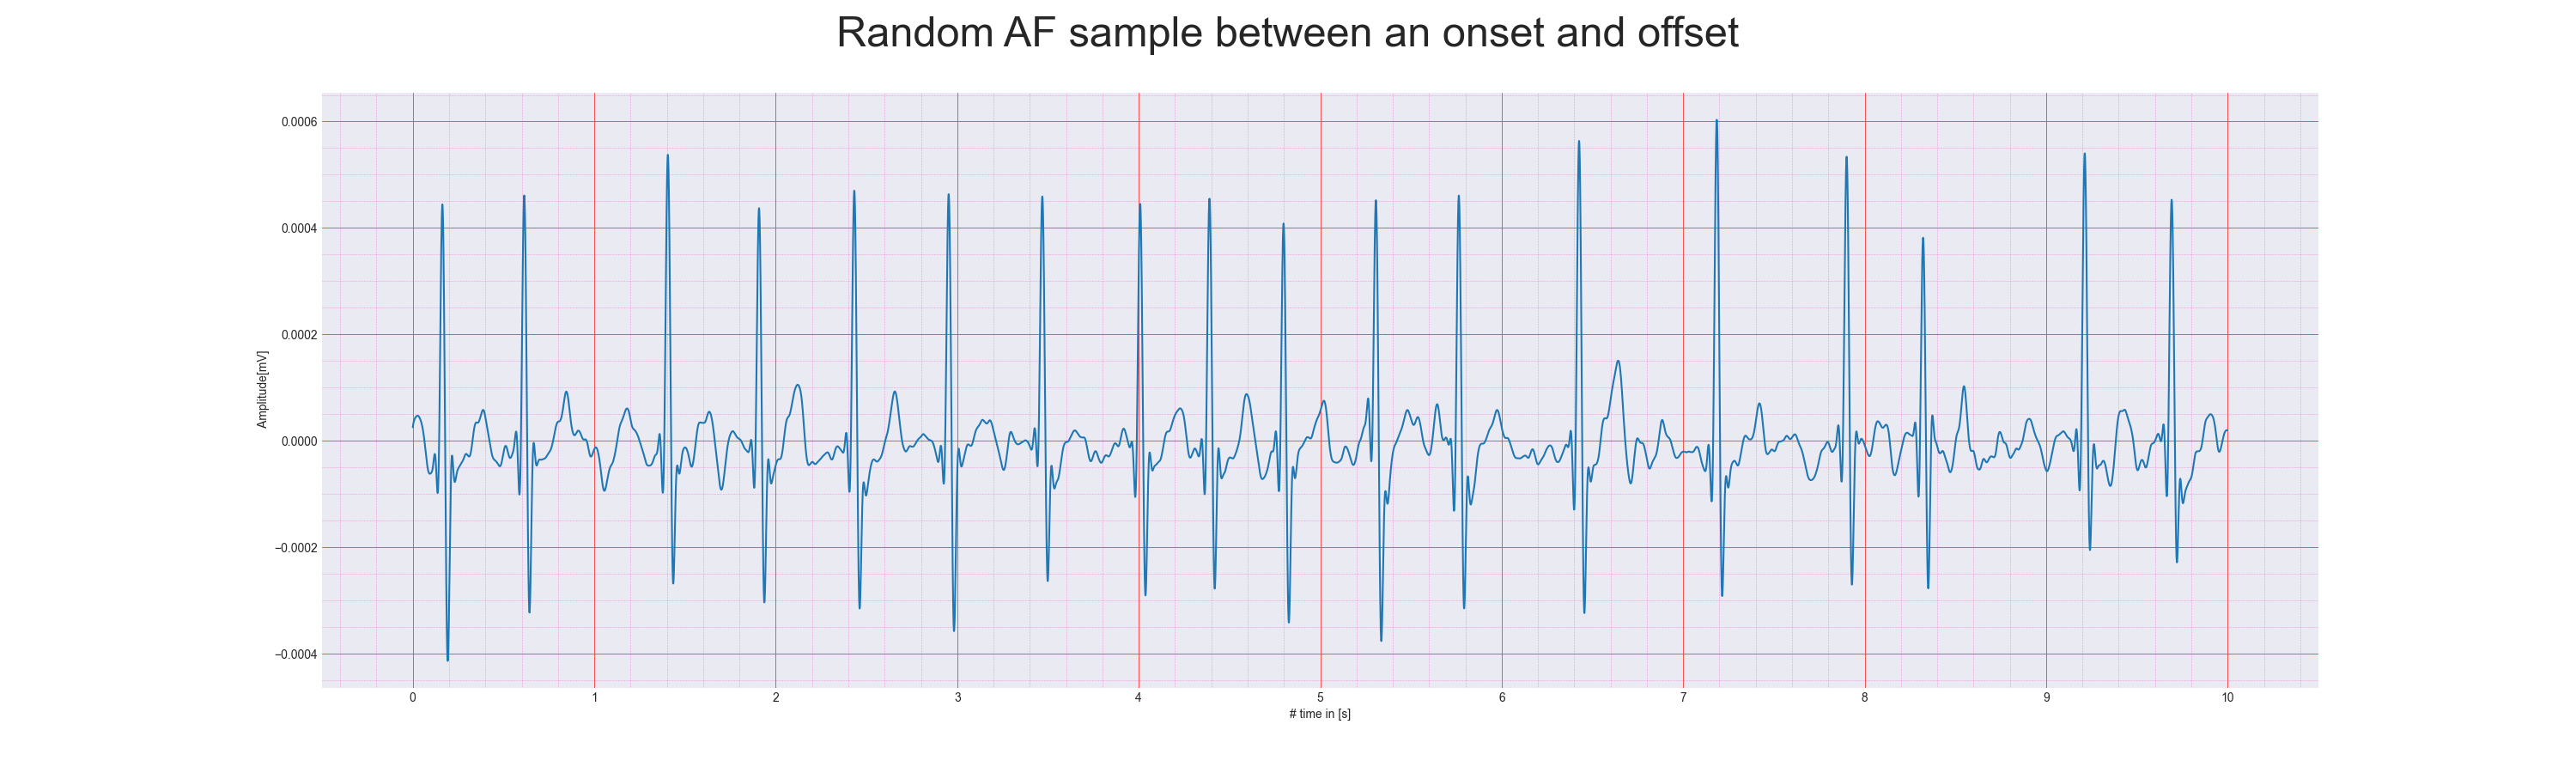 Random AF sample between an onset and offset
0.0006
0.0004
0.0002
0.0000
−0.0002
−0.0004
Amplitude[mV]
0 1 2 3 4 5 6 7 8 9 10
# time in [s]